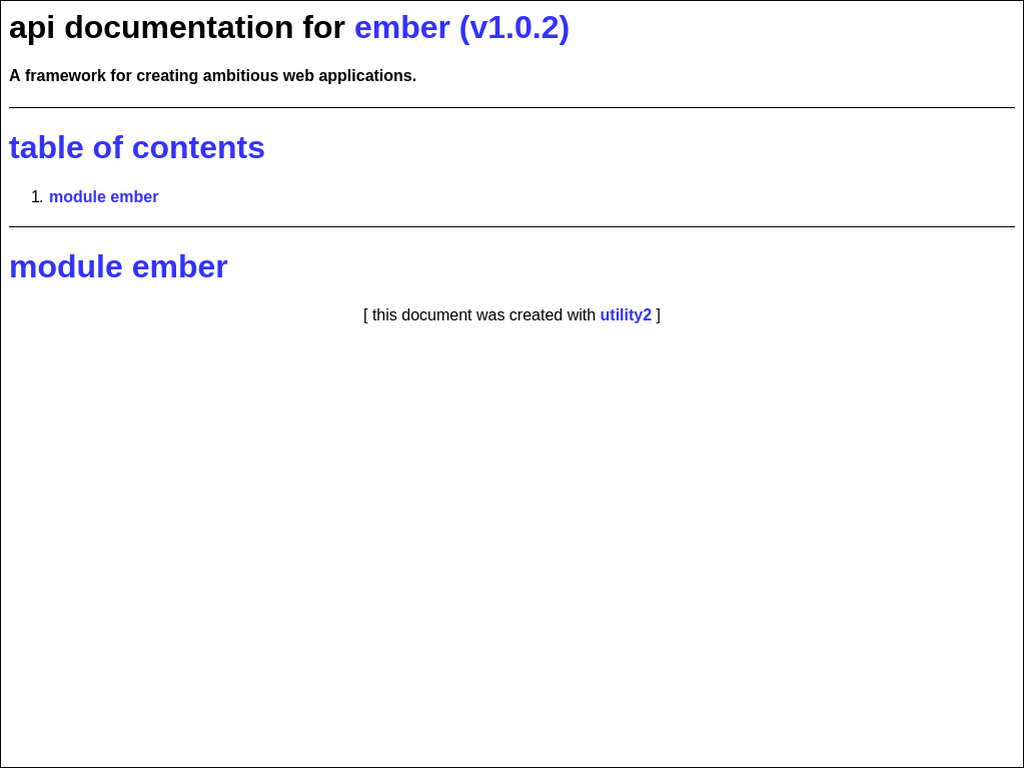 api documentation for ember (v1.0.2)
A framework for creating ambitious web applications.
table of contents
1. module ember
module ember
[ this document was created with utility2 ]